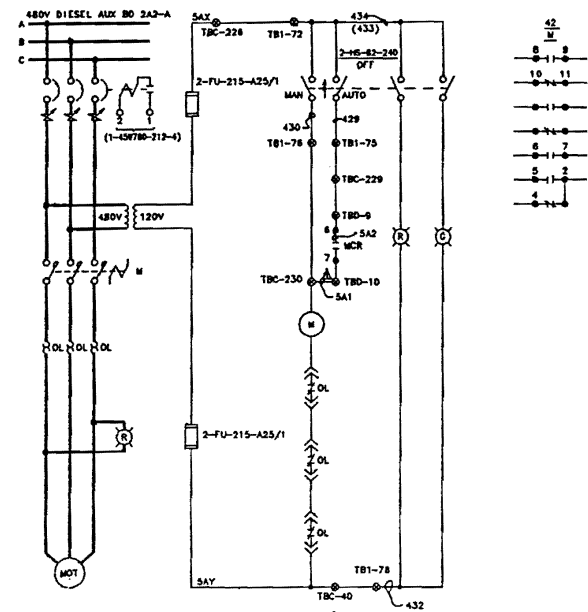 480V DIESEL AUX BD 2A2-A
A
B
C
2 1
(1-45W760-212-4)
480V 120V
M
OL OL OL
R
MOT
5AX
TBC-228
TB1-72
434
(433)
2-HS-82-240
OFF
2-FU-215-A25/1
MAN
AUTO
430
429
TB1-76
TB1-75
TBC-229
TBD-9
6
5A2
MCR
7
TBC-230
TBD-10
5A1
M
R
G
OL
OL
OL
2-FU-215-A25/1
5AY
TBC-40
TB1-78
432
42
M
8 9
10 11
6 7
5 2
4